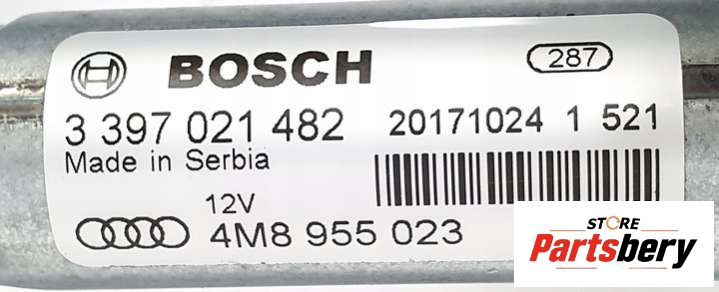 BOSCH 287
3 397 021 482 20171024 1 521
Made in Serbia
12V
4M8 955 023
STORE
Partsbery